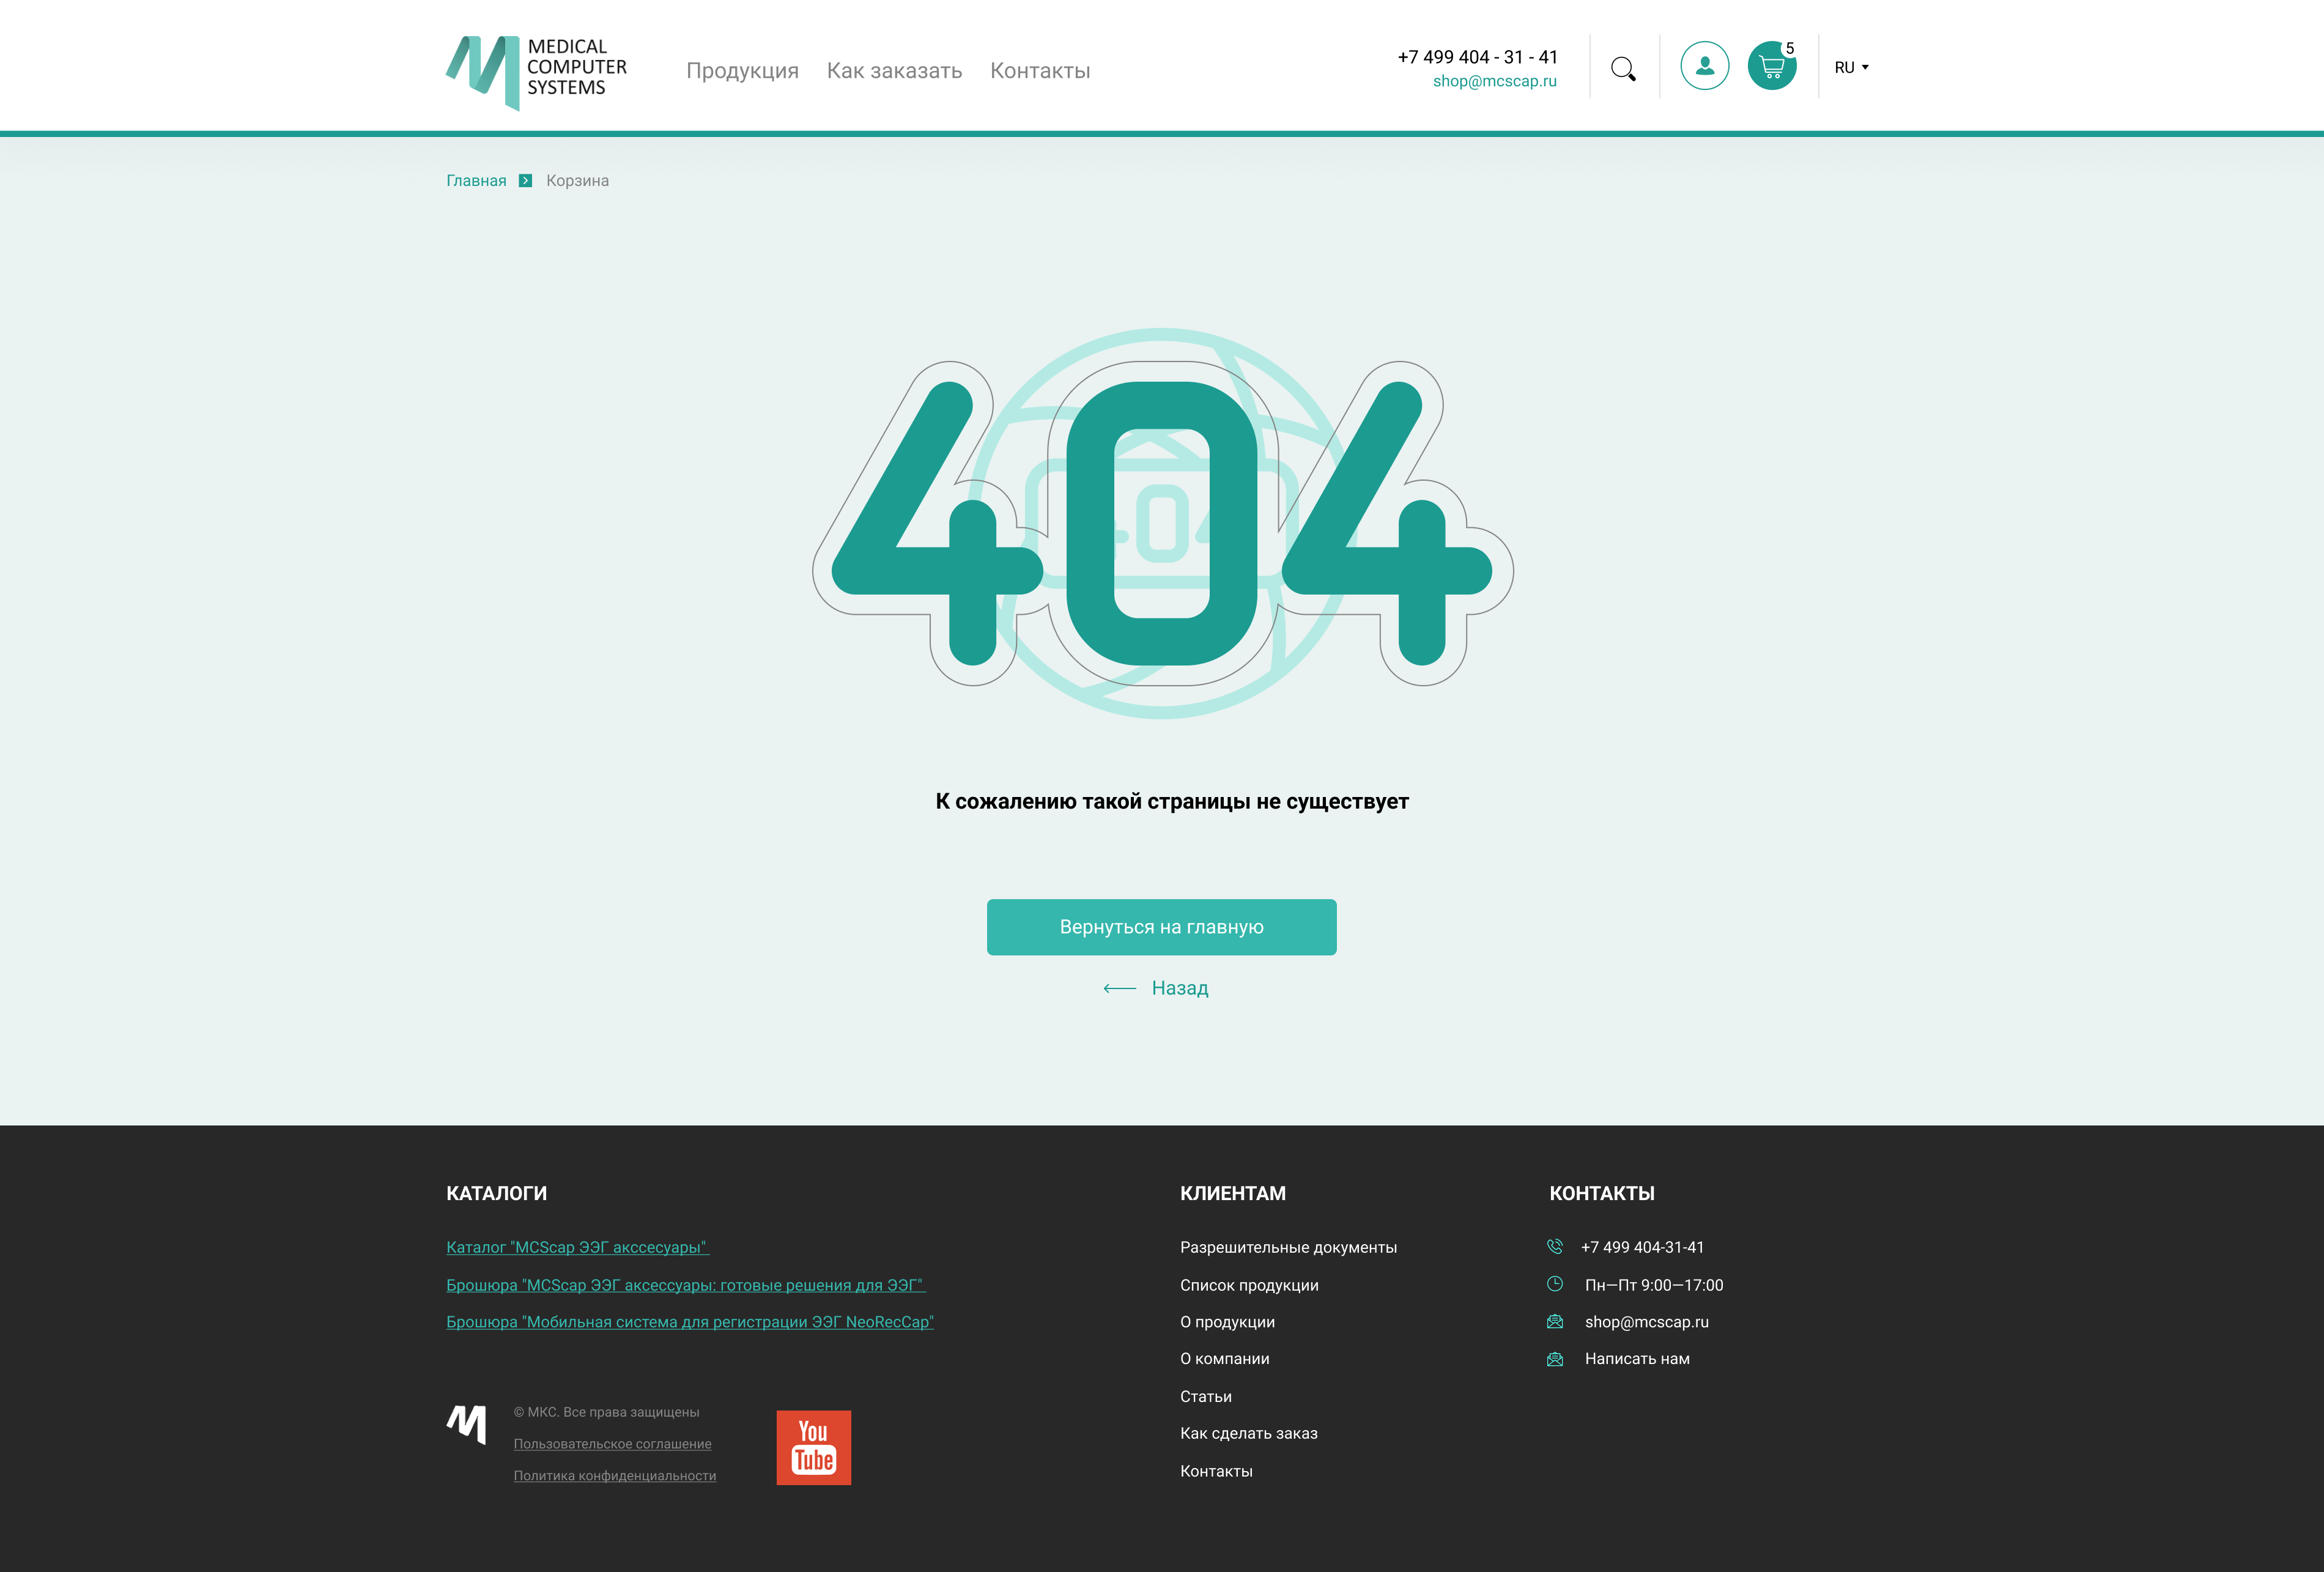 MEDICAL
COMPUTER
SYSTEMS
Продукция Как заказать Контакты
+7 499 404 - 31 - 41
shop@mcscap.ru
5
RU
Главная Корзина
404
404
К сожалению такой страницы не существует
Вернуться на главную
Назад
КАТАЛОГИ
Каталог "MCScap ЭЭГ акссесуары"
Брошюра "MCScap ЭЭГ аксессуары: готовые решения для ЭЭГ"
Брошюра "Мобильная система для регистрации ЭЭГ NeoRecCap"
© МКС. Все права защищены
Пользовательское соглашение
Политика конфиденциальности
You
Tube
КЛИЕНТАМ
Разрешительные документы
Список продукции
О продукции
О компании
Статьи
Как сделать заказ
Контакты
КОНТАКТЫ
+7 499 404-31-41
Пн—Пт 9:00—17:00
shop@mcscap.ru
Написать нам